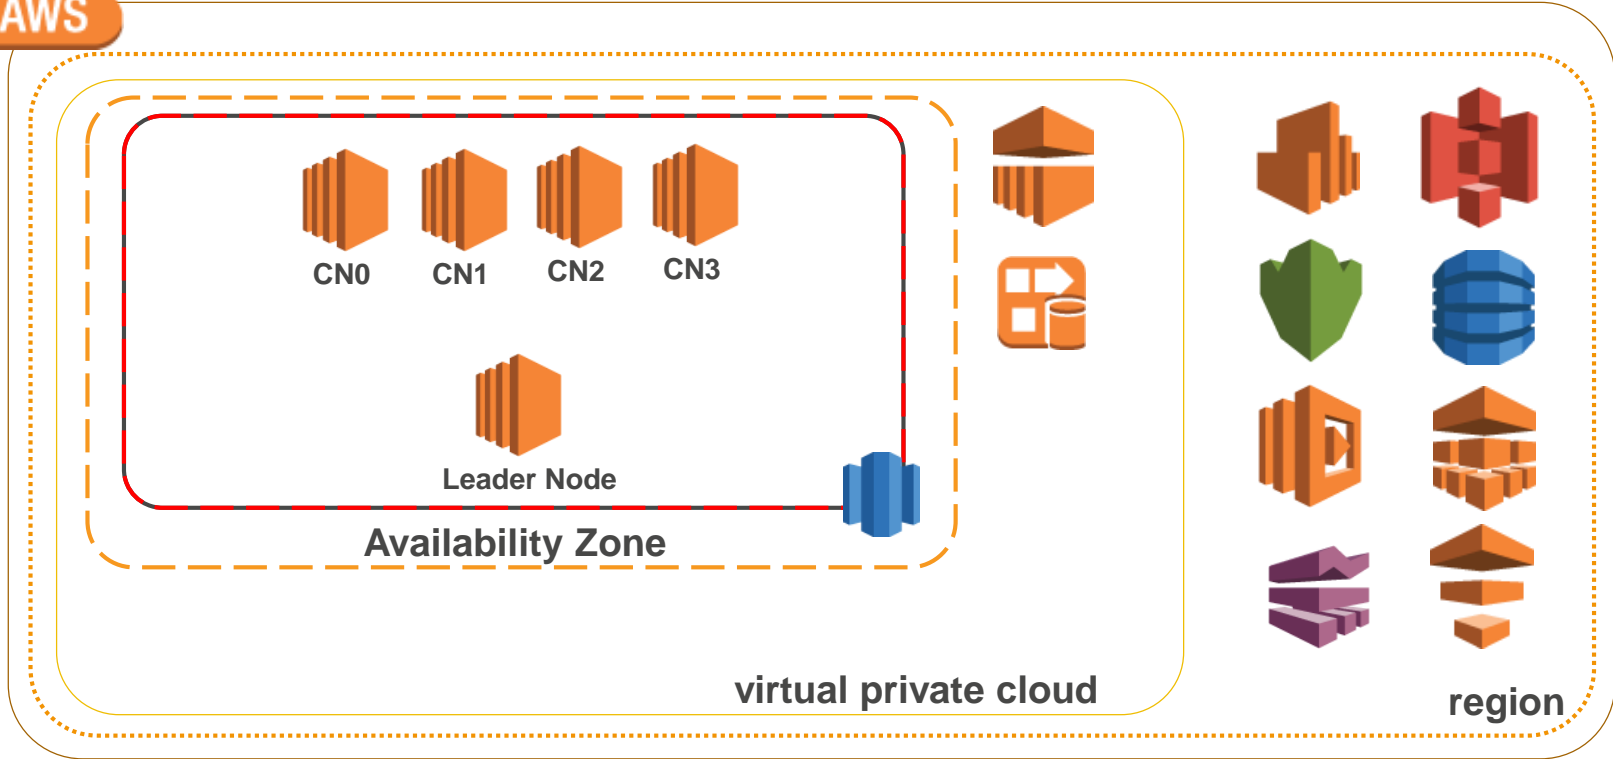 AWS
CN0
CN1
CN2
CN3
Leader Node
Availability Zone
virtual private cloud
region